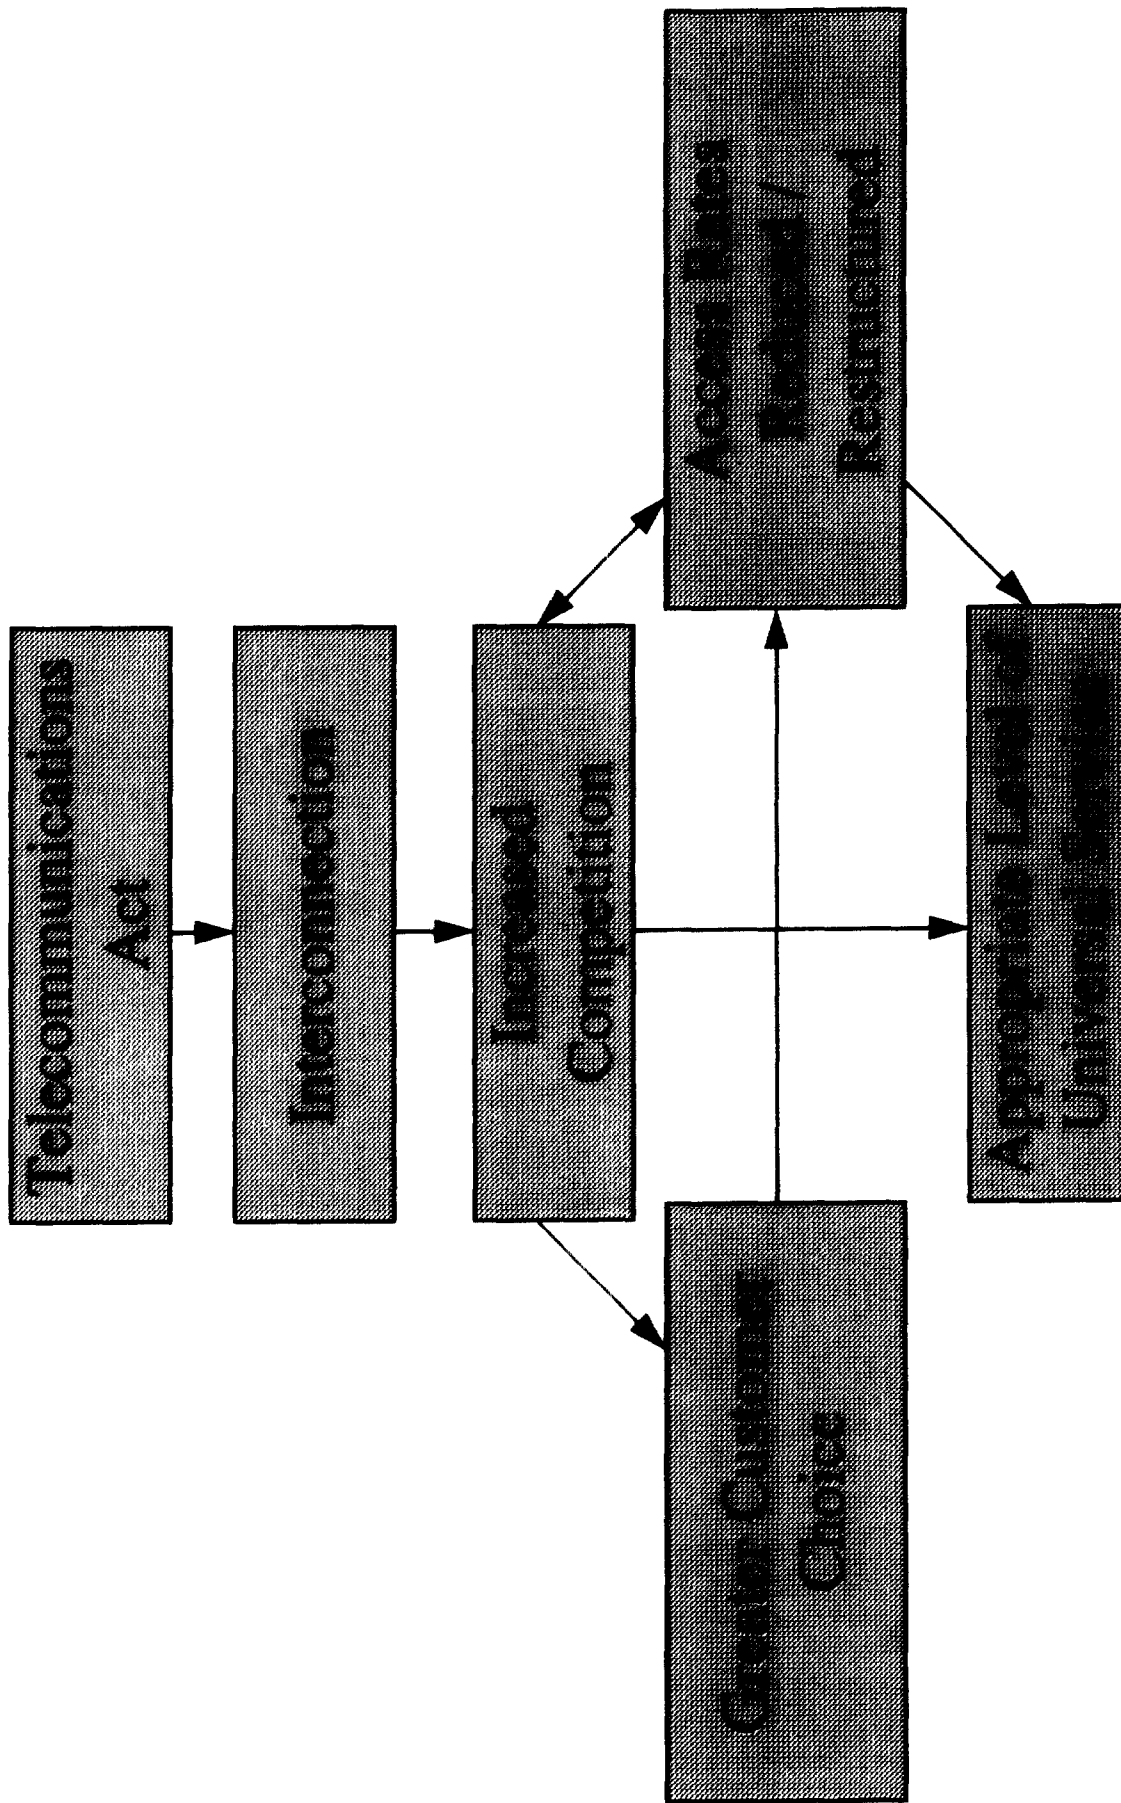 Telecommunications
Act
Interconnection
Increased
Competition
Greater Customer
Choice
Access Rates
Reduced /
Restructured
Appropriate Level of
Universal Service